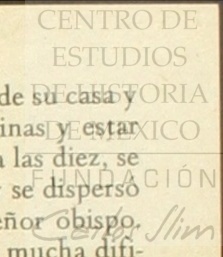 CENTRO DE
ESTUDIOS
de su casa y
DE HISTORIA
inas y estar
DE MÉXICO
a las diez, se
FUNDACIÓN
se dispersó
eñor obispo,
Carlos Slim
mucha difi-